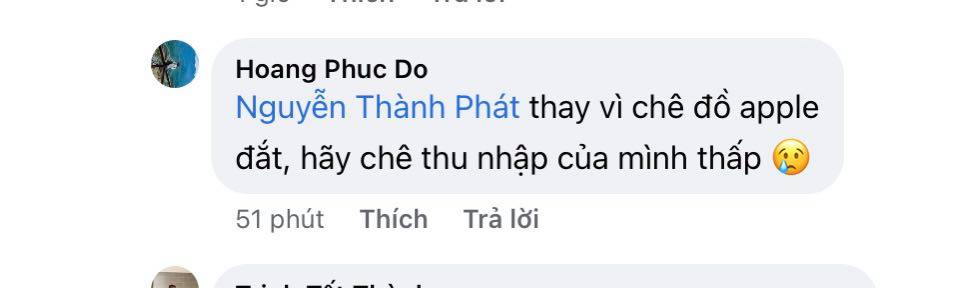 Hoang Phuc Do
Nguyễn Thành Phát thay vì chê đồ apple
đắt, hãy chê thu nhập của mình thấp 😢
51 phút Thích Trả lời